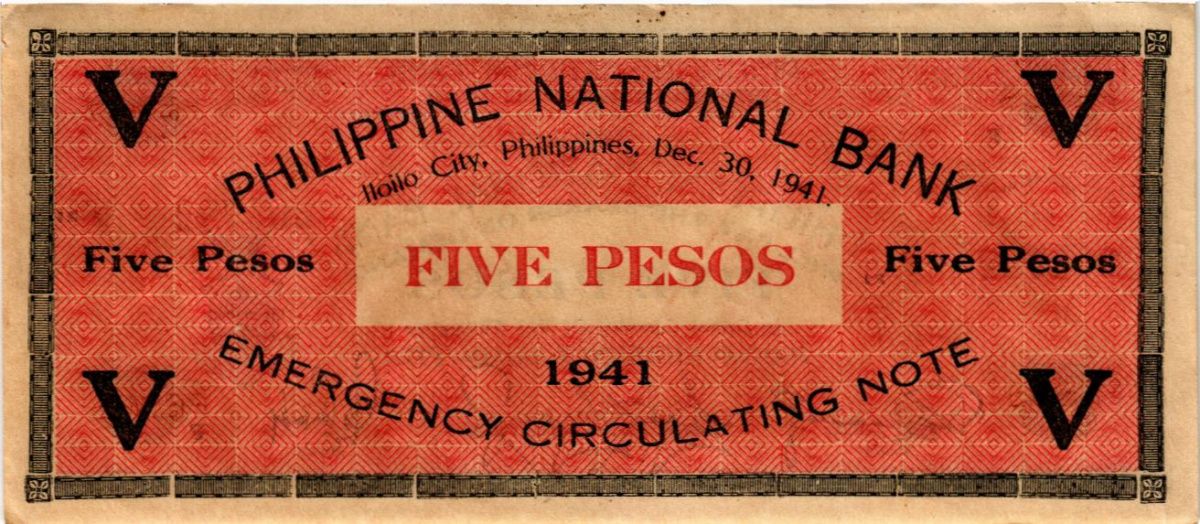 V V
PHILIPPINE NATIONAL BANK
Iloilo City, Philippines, Dec. 30, 1941.
Five Pesos FIVE PESOS Five Pesos
1941
EMERGENCY CIRCULATING NOTE
V V